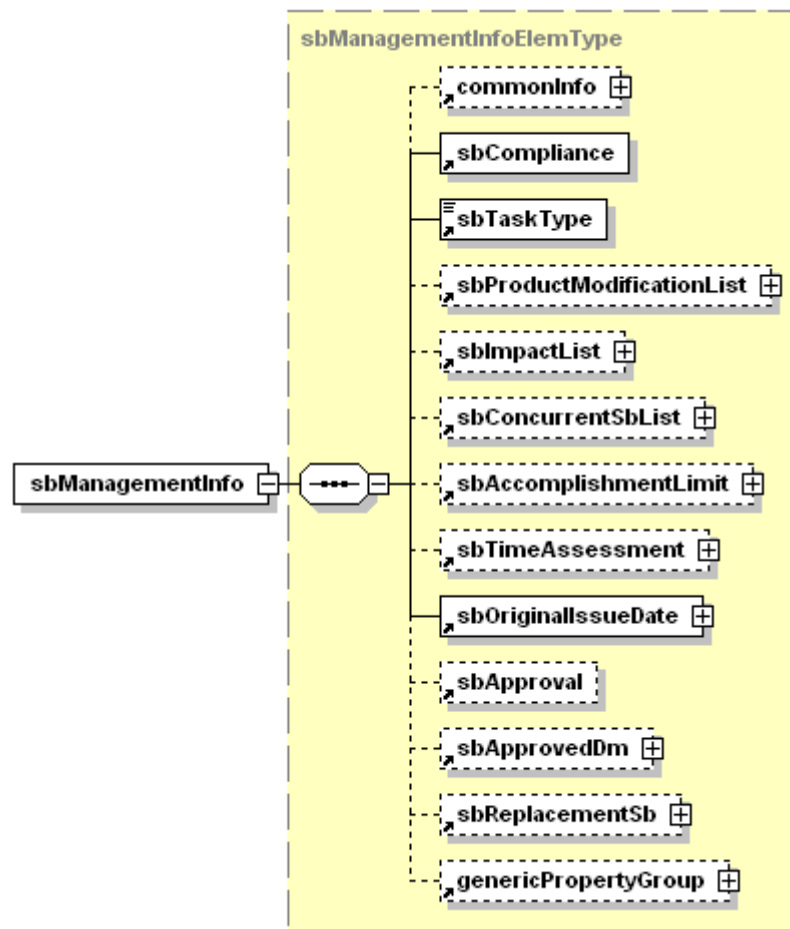 sbManagementInfoElemType
commonInfo
sbCompliance
sbTaskType
sbProductModificationList
sbImpactList
sbConcurrentSbList
sbManagementInfo
sbAccomplishmentLimit
sbTimeAssessment
sbOriginalIssueDate
sbApproval
sbApprovedDm
sbReplacementSb
genericPropertyGroup